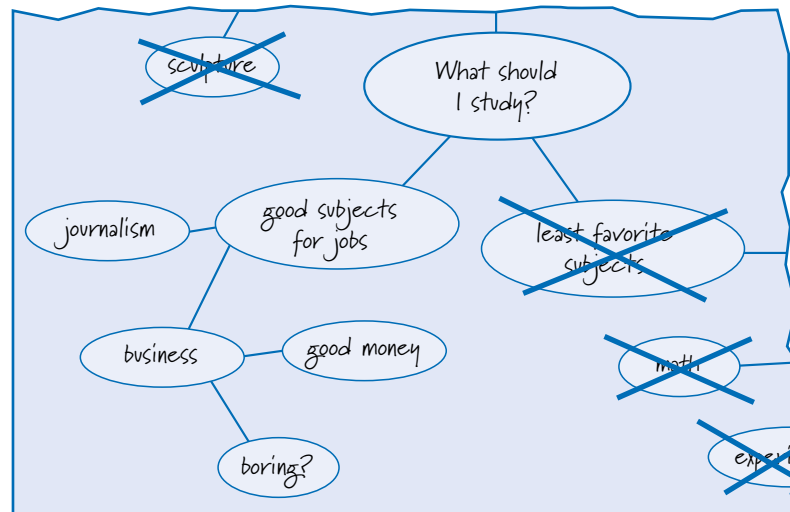 sculpture
What should
I study?
good subjects
for jobs
journalism
least favorite
subjects
business
good money
math
boring?